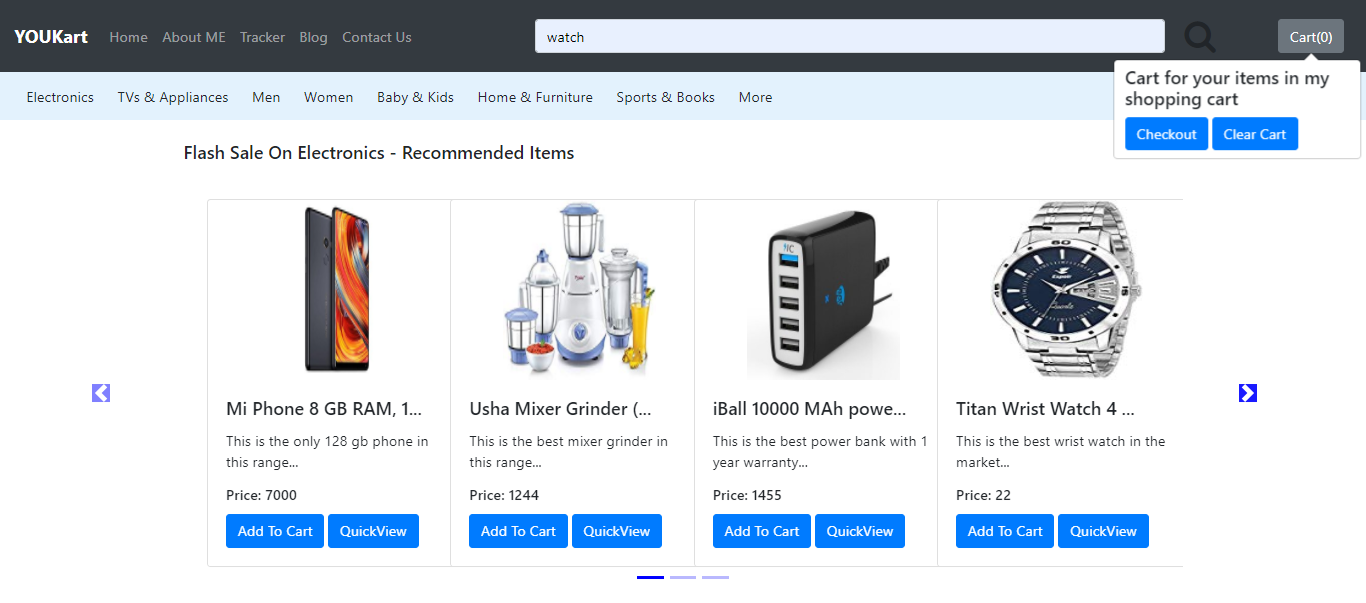 YOUKart Home About ME Tracker Blog Contact Us watch Cart(0)
Cart for your items in my
shopping cart
Checkout Clear Cart
Electronics TVs & Appliances Men Women Baby & Kids Home & Furniture Sports & Books More
Flash Sale On Electronics - Recommended Items
Mi Phone 8 GB RAM, 1...
This is the only 128 gb phone in
this range...
Price: 7000
Add To Cart QuickView
Usha Mixer Grinder (...
This is the best mixer grinder in
this range...
Price: 1244
Add To Cart QuickView
iBall 10000 MAh powe...
This is the best power bank with 1
year warranty...
Price: 1455
Add To Cart QuickView
Titan Wrist Watch 4 ...
This is the best wrist watch in the
market...
Price: 22
Add To Cart QuickView